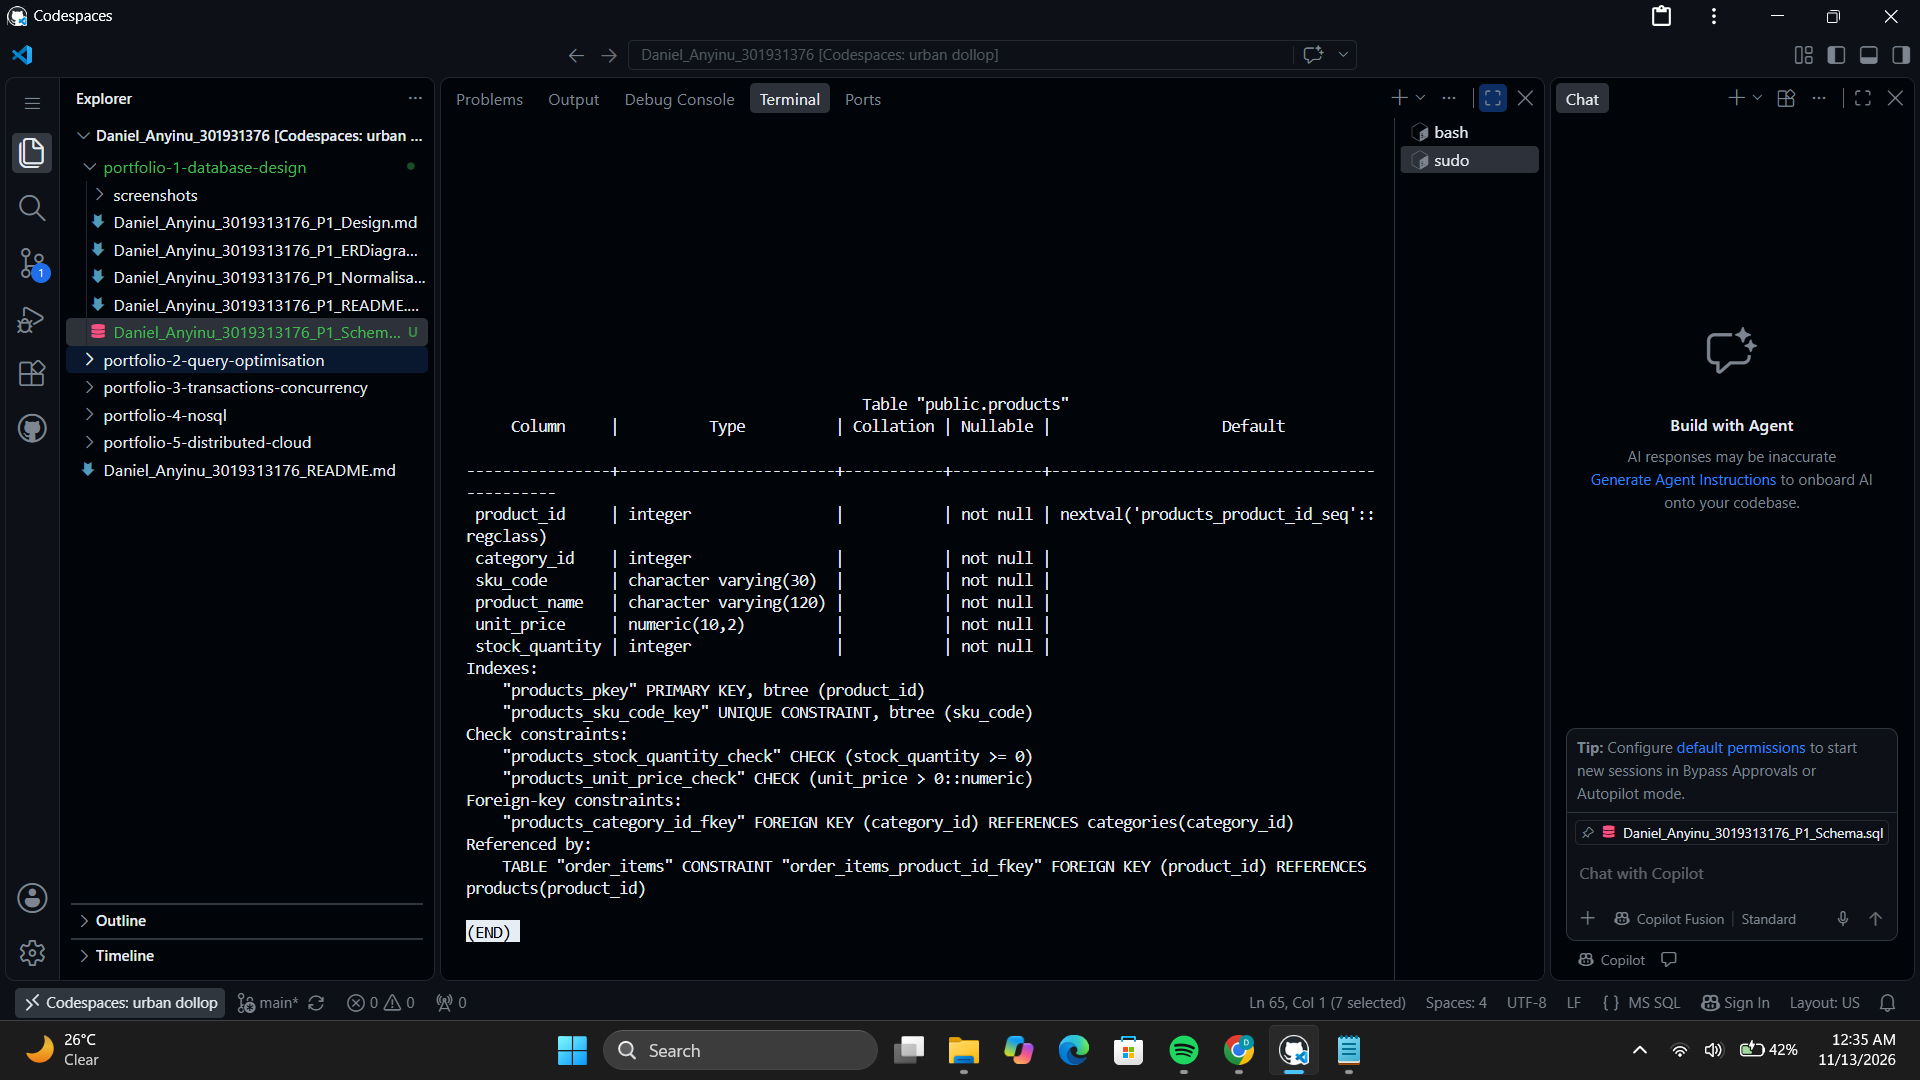 Codespaces
Daniel_Anyinu_301931376 [Codespaces: urban dollop]
Explorer
Daniel_Anyinu_301931376 [Codespaces: urban ...
portfolio-1-database-design
screenshots
Daniel_Anyinu_3019313176_P1_Design.md
Daniel_Anyinu_3019313176_P1_ERDiagra...
Daniel_Anyinu_3019313176_P1_Normalisa...
Daniel_Anyinu_3019313176_P1_README....
Daniel_Anyinu_3019313176_P1_Schem... U
portfolio-2-query-optimisation
portfolio-3-transactions-concurrency
portfolio-4-nosql
portfolio-5-distributed-cloud
Daniel_Anyinu_3019313176_README.md
1
Outline
Timeline
Problems Output Debug Console Terminal Ports
bash
sudo
Table "public.products"
Column | Type | Collation | Nullable | Default
----------------+------------------------+-----------+----------+------------------------------------
----------
product_id | integer | | not null | nextval('products_product_id_seq'::
regclass)
category_id | integer | | not null |
sku_code | character varying(30) | | not null |
product_name | character varying(120) | | not null |
unit_price | numeric(10,2) | | not null |
stock_quantity | integer | | not null |
Indexes:
"products_pkey" PRIMARY KEY, btree (product_id)
"products_sku_code_key" UNIQUE CONSTRAINT, btree (sku_code)
Check constraints:
"products_stock_quantity_check" CHECK (stock_quantity >= 0)
"products_unit_price_check" CHECK (unit_price > 0::numeric)
Foreign-key constraints:
"products_category_id_fkey" FOREIGN KEY (category_id) REFERENCES categories(category_id)
Referenced by:
TABLE "order_items" CONSTRAINT "order_items_product_id_fkey" FOREIGN KEY (product_id) REFERENCES
products(product_id)
(END)
Chat
Build with Agent
AI responses may be inaccurate
Generate Agent Instructions to onboard AI
onto your codebase.
Tip: Configure default permissions to start
new sessions in Bypass Approvals or
Autopilot mode.
Daniel_Anyinu_3019313176_P1_Schema.sql
Chat with Copilot
Copilot Fusion | Standard
Copilot
Codespaces: urban dollop main* 0 0 0
Ln 65, Col 1 (7 selected) Spaces: 4 UTF-8 LF {} MS SQL Sign In Layout: US
26°C
Clear
Search
42%
12:35 AM
11/13/2026